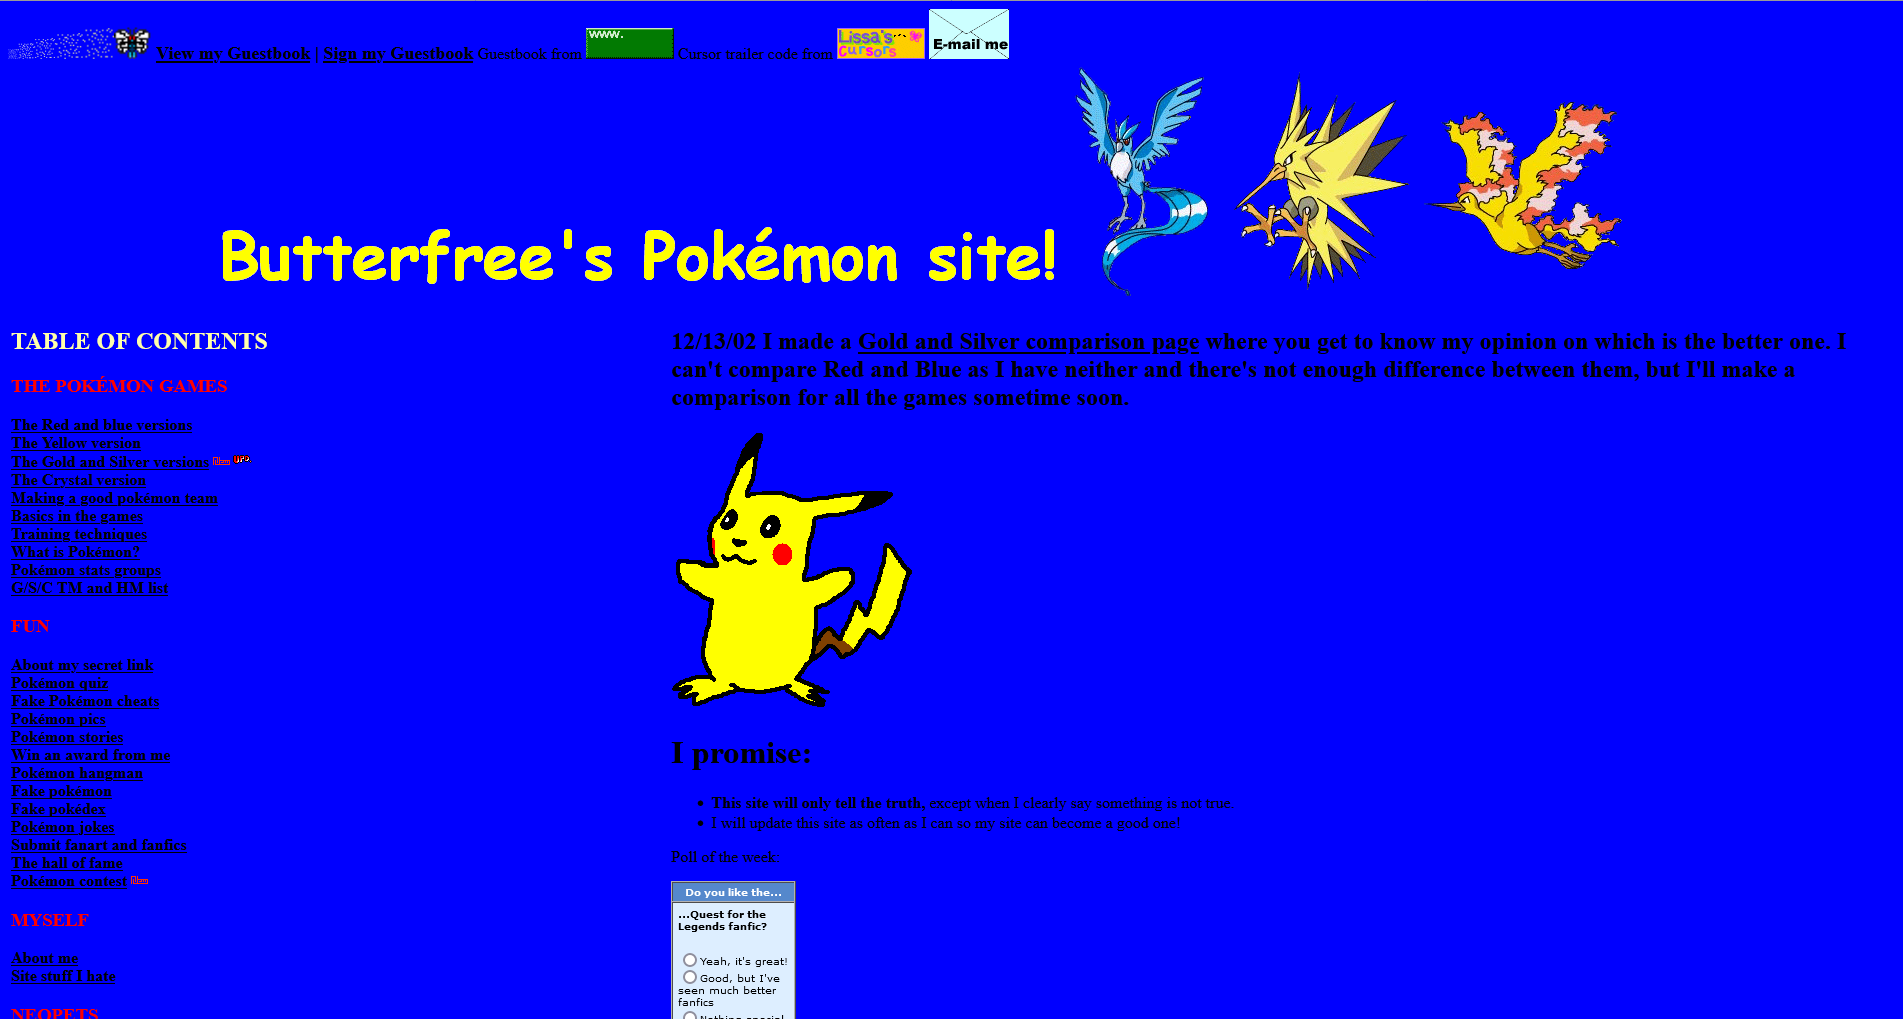 View my Guestbook | Sign my Guestbook Guestbook from www. Cursor trailer code from Lissa's Cursors E-mail me
Butterfree's Pokémon site!
TABLE OF CONTENTS
THE POKÉMON GAMES
The Red and blue versions
The Yellow version
The Gold and Silver versions UPD.
The Crystal version
Making a good pokémon team
Basics in the games
Training techniques
What is Pokémon?
Pokemon stats groups
G/S/C TM and HM list
FUN
About my secret link
Pokémon quiz
Fake Pokémon cheats
Pokémon pics
Pokémon stories
Win an award from me
Pokémon hangman
Fake pokémon
Fake pokédex
Pokémon jokes
Submit fanart and fanfics
The hall of fame
Pokémon contest
MYSELF
About me
Site stuff I hate
NEOPETS
12/13/02 I made a Gold and Silver comparison page where you get to know my opinion on which is the better one. I
can't compare Red and Blue as I have neither and there's not enough difference between them, but I'll make a
comparison for all the games sometime soon.
I promise:
This site will only tell the truth, except when I clearly say something is not true.
I will update this site as often as I can so my site can become a good one!
Poll of the week:
Do you like the...
...Quest for the
Legends fanfic?
Yeah, it's great!
Good, but I've
seen much better
fanfics
Nothing special